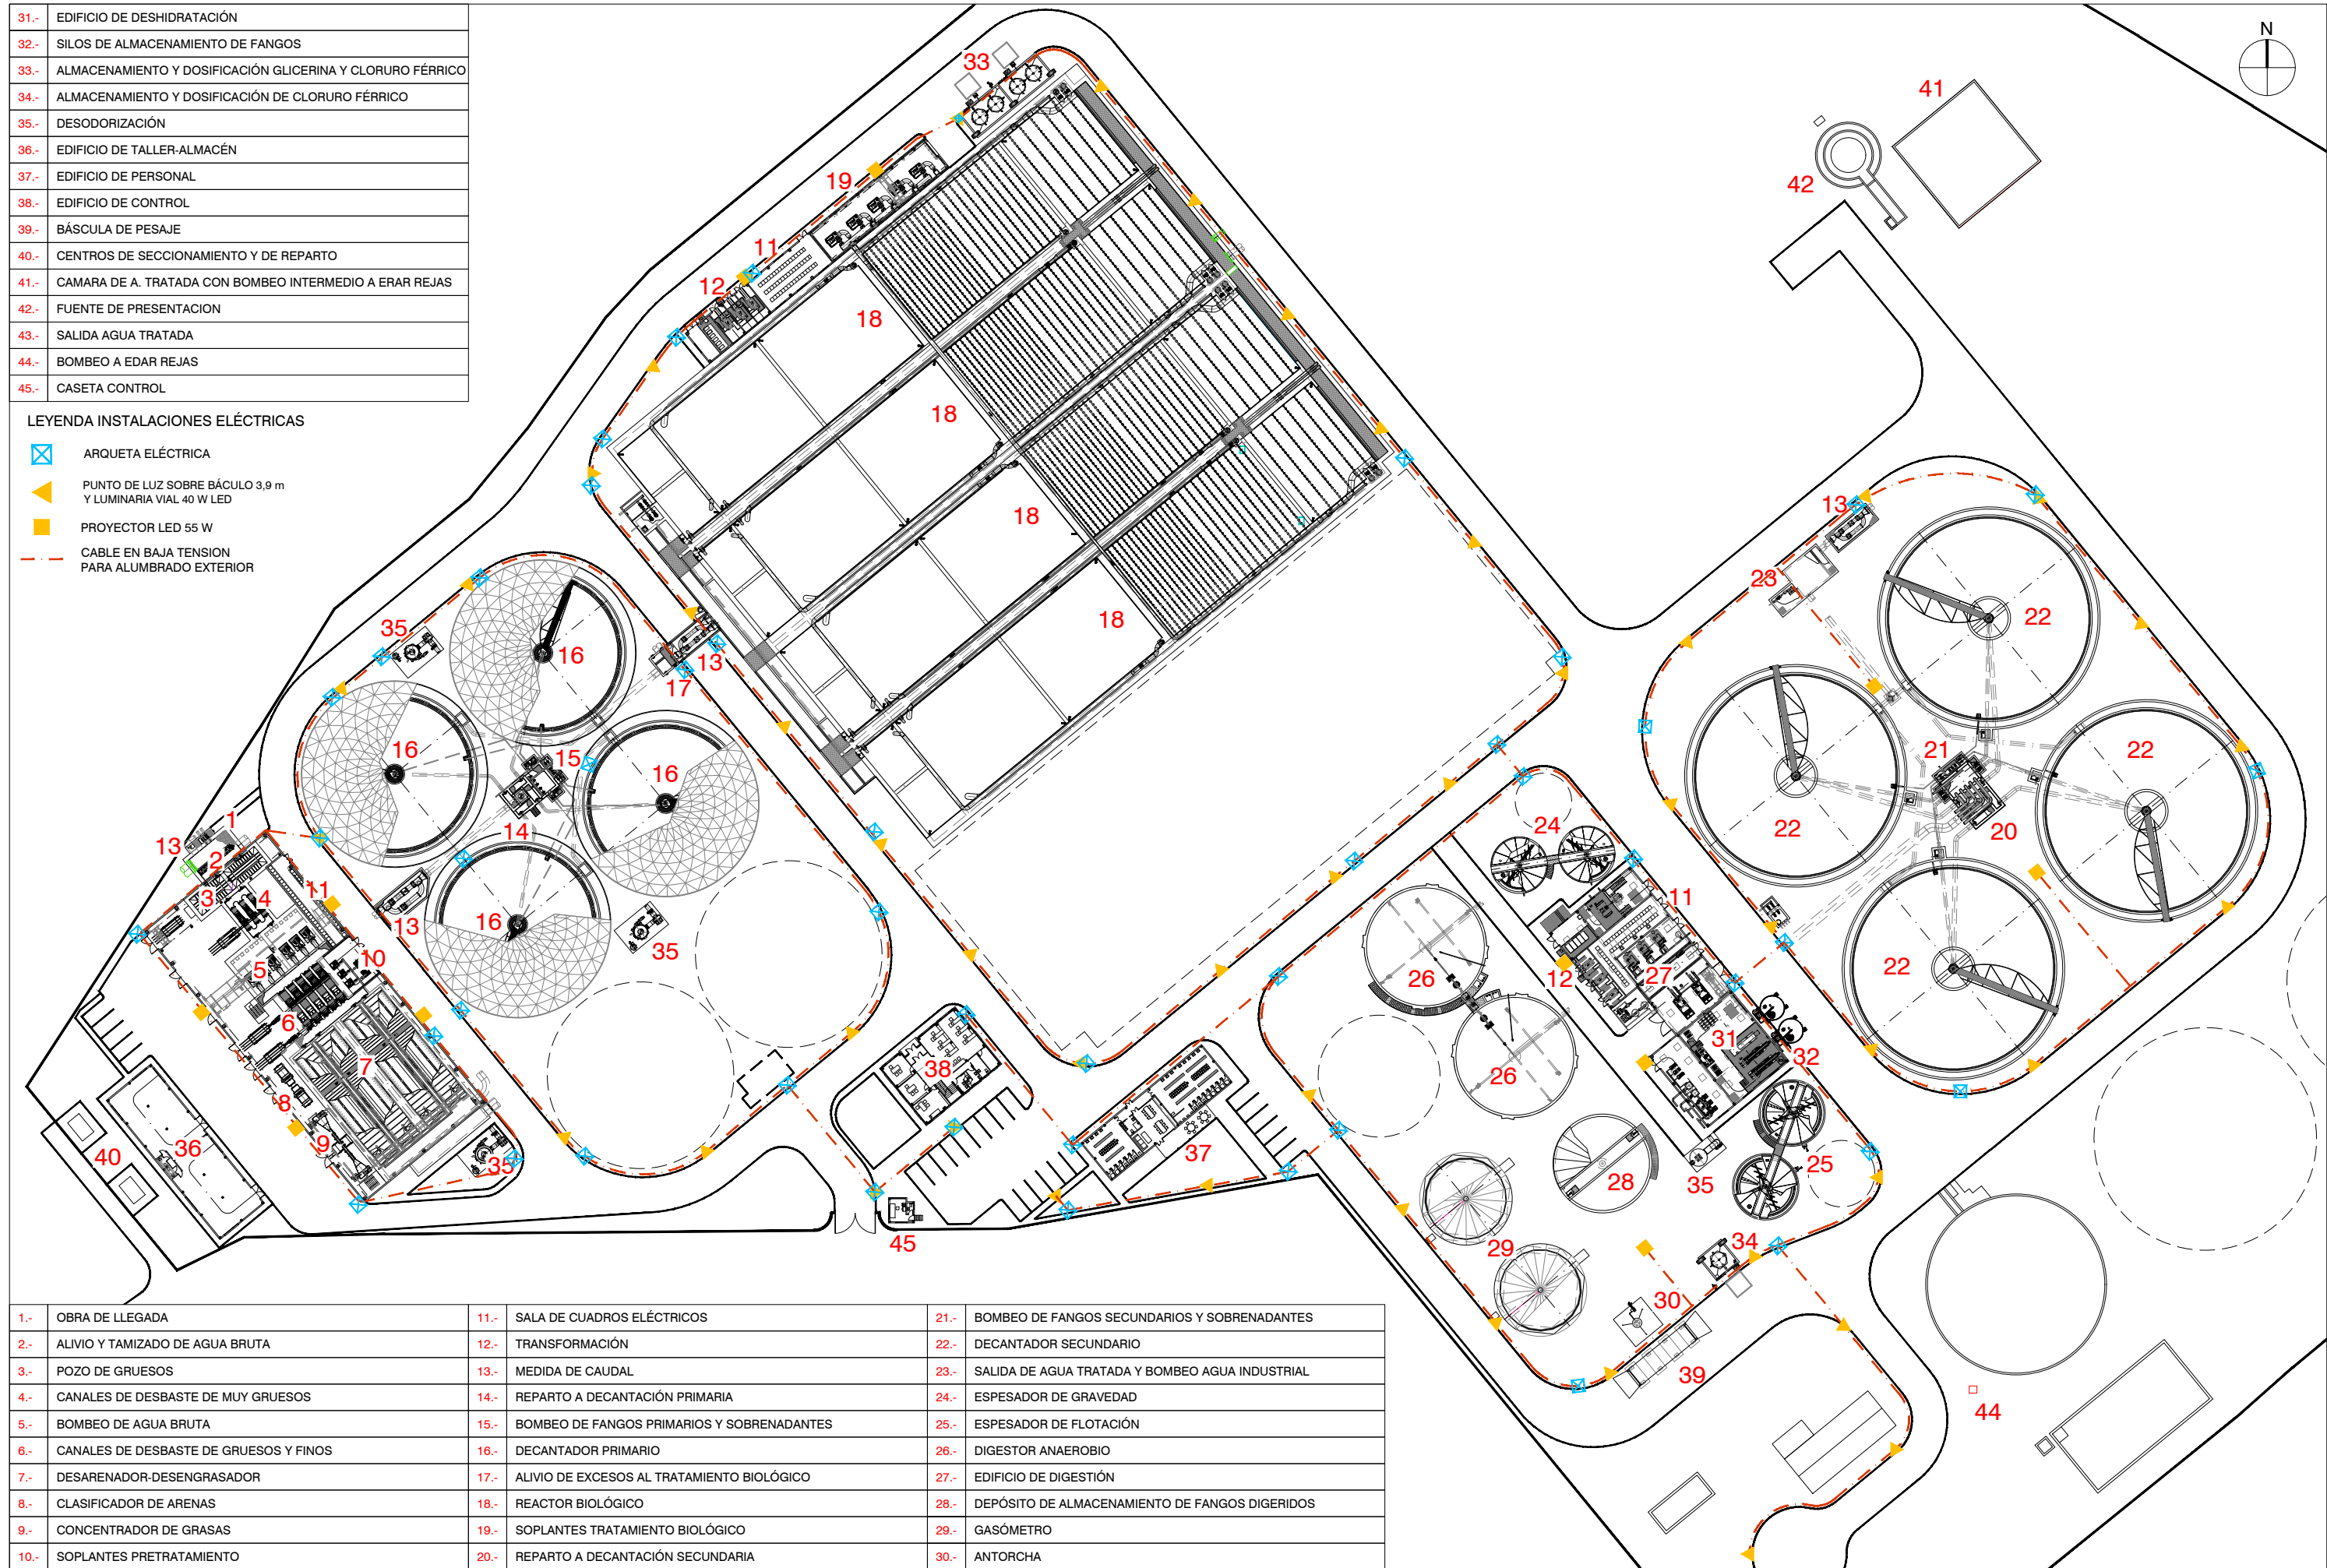 31.- EDIFICIO DE DESHIDRATACIÓN
32.- SILOS DE ALMACENAMIENTO DE FANGOS
33.- ALMACENAMIENTO Y DOSIFICACIÓN GLICERINA Y CLORURO FÉRRICO
34.- ALMACENAMIENTO Y DOSIFICACIÓN DE CLORURO FÉRRICO
35.- DESODORIZACIÓN
36.- EDIFICIO DE TALLER-ALMACÉN
37.- EDIFICIO DE PERSONAL
38.- EDIFICIO DE CONTROL
39.- BÁSCULA DE PESAJE
40.- CENTROS DE SECCIONAMIENTO Y DE REPARTO
41.- CAMARA DE A. TRATADA CON BOMBEO INTERMEDIO A ERAR REJAS
42.- FUENTE DE PRESENTACION
43.- SALIDA AGUA TRATADA
44.- BOMBEO A EDAR REJAS
45.- CASETA CONTROL
LEYENDA INSTALACIONES ELÉCTRICAS
ARQUETA ELÉCTRICA
PUNTO DE LUZ SOBRE BÁCULO 3,9 m
Y LUMINARIA VIAL 40 W LED
PROYECTOR LED 55 W
CABLE EN BAJA TENSION
PARA ALUMBRADO EXTERIOR
N
33
41
42
19
11
12
18
18
18
18
13
23
22
22
22
22
21
20
35
16
16
16
16
13
17
15
14
1
13
2
3
4
11
13
5
10
6
7
8
9
35
35
36
40
38
37
45
24
11
26
26
12
27
31
32
28
35
25
29
34
30
39
44
1.- OBRA DE LLEGADA
2.- ALIVIO Y TAMIZADO DE AGUA BRUTA
3.- POZO DE GRUESOS
4.- CANALES DE DESBASTE DE MUY GRUESOS
5.- BOMBEO DE AGUA BRUTA
6.- CANALES DE DESBASTE DE GRUESOS Y FINOS
7.- DESARENADOR-DESENGRASADOR
8.- CLASIFICADOR DE ARENAS
9.- CONCENTRADOR DE GRASAS
10.- SOPLANTES PRETRATAMIENTO
11.- SALA DE CUADROS ELÉCTRICOS
12.- TRANSFORMACIÓN
13.- MEDIDA DE CAUDAL
14.- REPARTO A DECANTACIÓN PRIMARIA
15.- BOMBEO DE FANGOS PRIMARIOS Y SOBRENADANTES
16.- DECANTADOR PRIMARIO
17.- ALIVIO DE EXCESOS AL TRATAMIENTO BIOLÓGICO
18.- REACTOR BIOLÓGICO
19.- SOPLANTES TRATAMIENTO BIOLÓGICO
20.- REPARTO A DECANTACIÓN SECUNDARIA
21.- BOMBEO DE FANGOS SECUNDARIOS Y SOBRENADANTES
22.- DECANTADOR SECUNDARIO
23.- SALIDA DE AGUA TRATADA Y BOMBEO AGUA INDUSTRIAL
24.- ESPESADOR DE GRAVEDAD
25.- ESPESADOR DE FLOTACIÓN
26.- DIGESTOR ANAEROBIO
27.- EDIFICIO DE DIGESTIÓN
28.- DEPÓSITO DE ALMACENAMIENTO DE FANGOS DIGERIDOS
29.- GASÓMETRO
30.- ANTORCHA